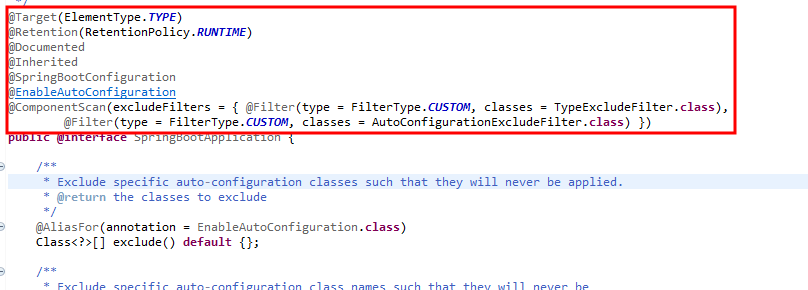 */
@Target(ElementType.TYPE)
@Retention(RetentionPolicy.RUNTIME)
@Documented
@Inherited
@SpringBootConfiguration
@EnableAutoConfiguration
@ComponentScan(excludeFilters = { @Filter(type = FilterType.CUSTOM, classes = TypeExcludeFilter.class),
@Filter(type = FilterType.CUSTOM, classes = AutoConfigurationExcludeFilter.class) })
public @interface SpringBootApplication {
/**
* Exclude specific auto-configuration classes such that they will never be applied.
* @return the classes to exclude
*/
@AliasFor(annotation = EnableAutoConfiguration.class)
Class<?>[] exclude() default {};
/**
* Exclude specific auto-configuration class names such that they will never be